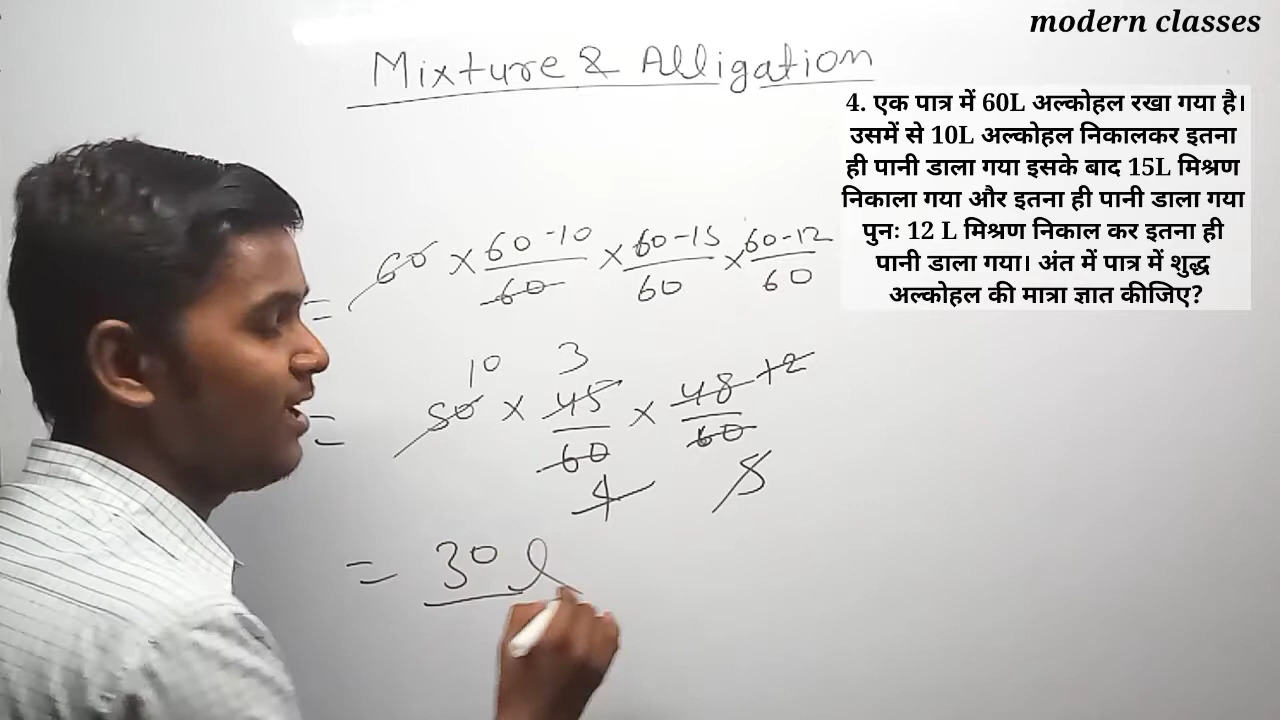 modern classes
Mixture & Alligation
4. एक पात्र में 60L अल्कोहल रखा गया है।
उसमें से 10L अल्कोहल निकालकर इतना
ही पानी डाला गया इसके बाद 15L मिश्रण
निकाला गया और इतना ही पानी डाला गया
पुनः 12 L मिश्रण निकाल कर इतना ही
पानी डाला गया। अंत में पात्र में शुद्ध
अल्कोहल की मात्रा ज्ञात कीजिए?
= 60 × 60-10/60 × 60-15/60 × 60-12/60
10 3
= 50 × 45/60 × 48/60 12
4 5
= 30 l